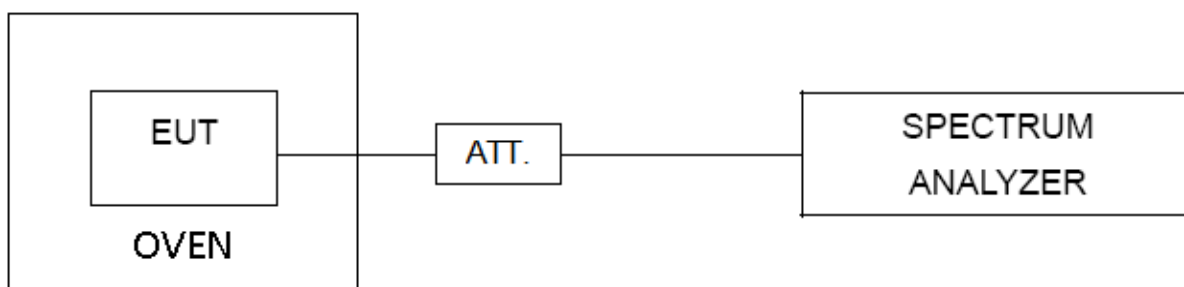 EUT
OVEN
ATT.
SPECTRUM
ANALYZER